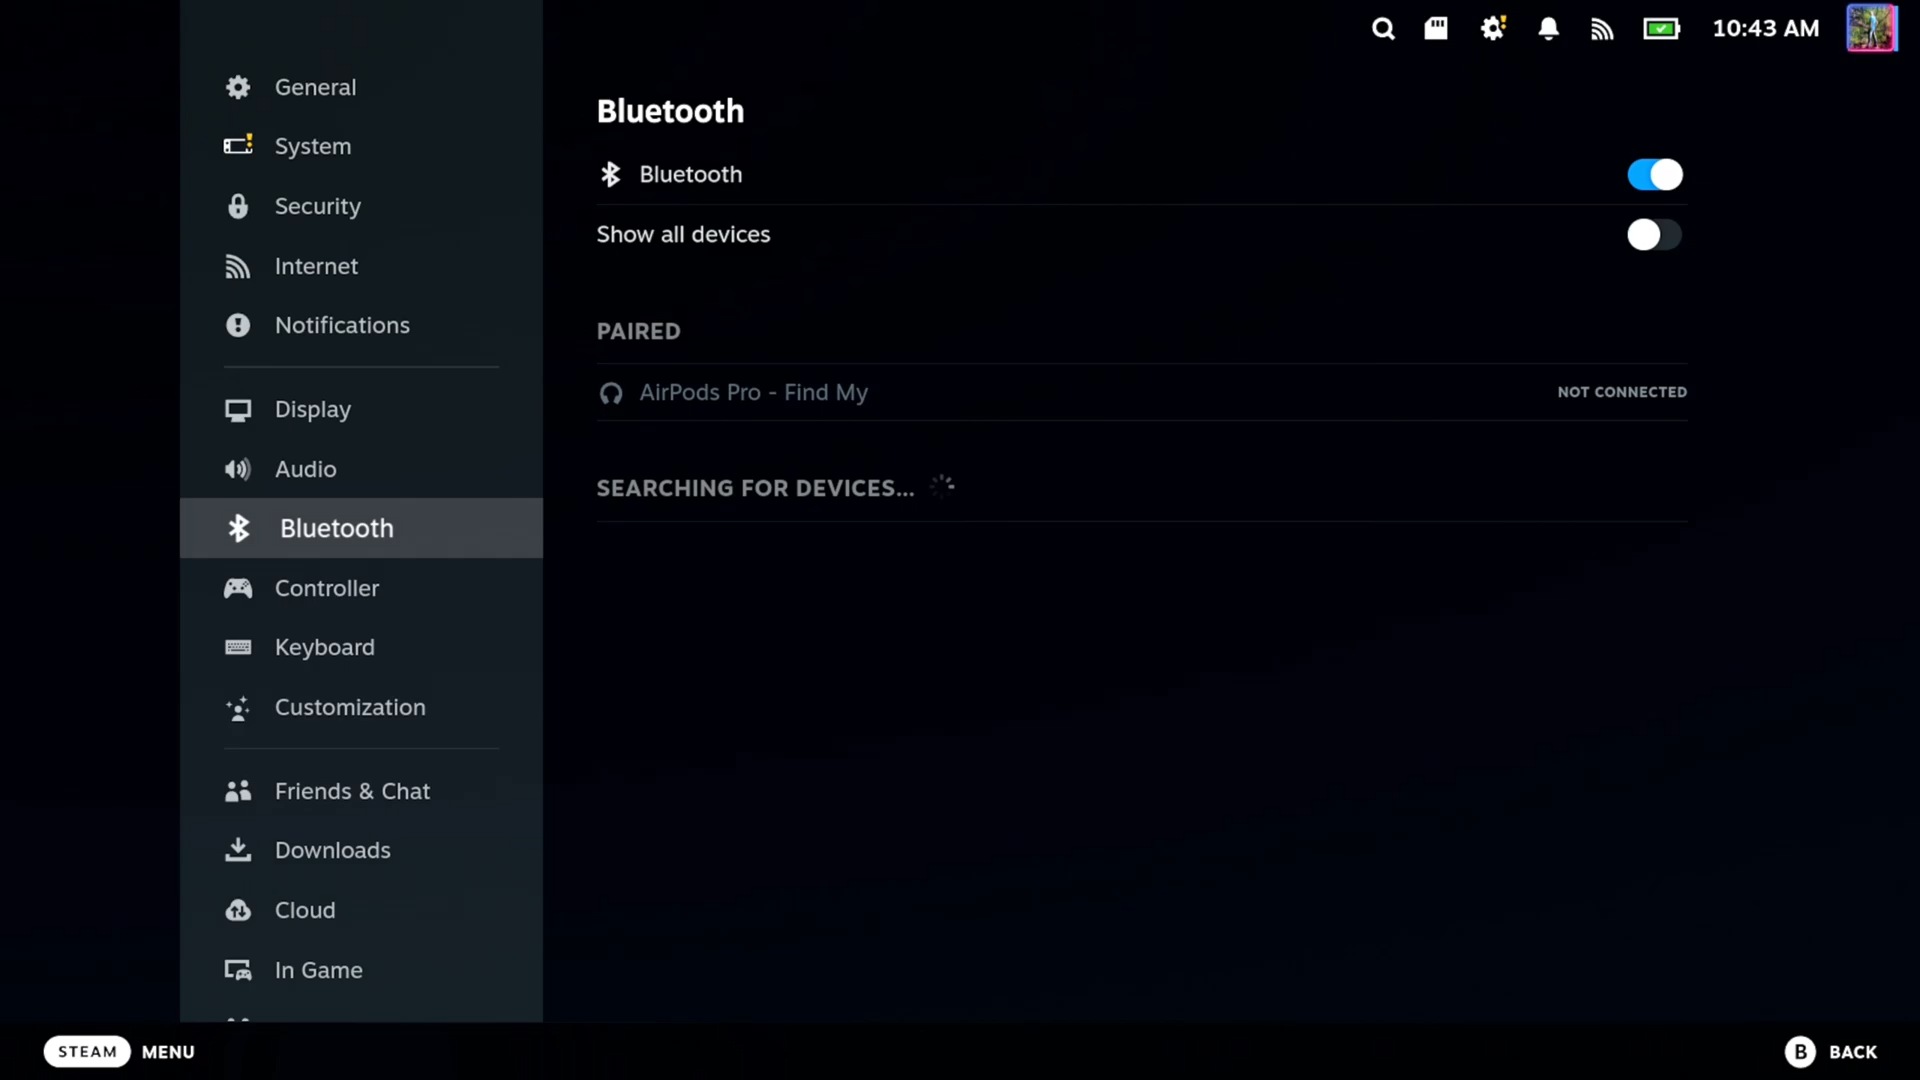 10:43 AM
General
System
Security
Internet
Notifications
Display
Audio
Bluetooth
Controller
Keyboard
Customization
Friends & Chat
Downloads
Cloud
In Game
Bluetooth
Bluetooth
Show all devices
PAIRED
AirPods Pro - Find My NOT CONNECTED
SEARCHING FOR DEVICES...
STEAM MENU
B BACK